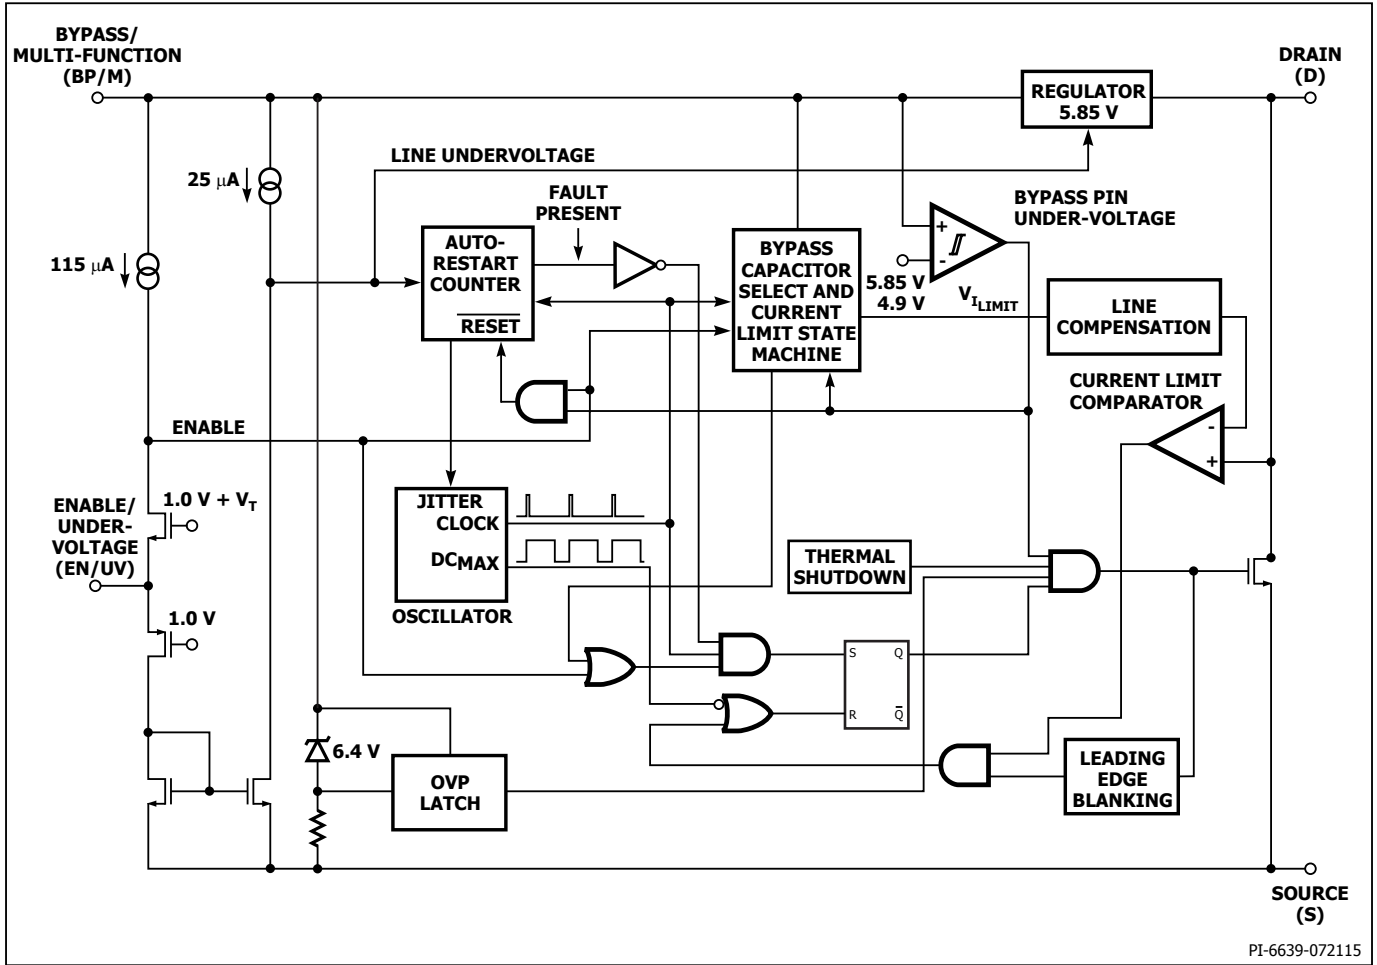 BYPASS/
MULTI-FUNCTION
(BP/M)
DRAIN
(D)
REGULATOR
5.85 V
LINE UNDERVOLTAGE
25 μA
FAULT
PRESENT
BYPASS PIN
UNDER-VOLTAGE
115 μA
AUTO-
RESTART
COUNTER
RESET
BYPASS
CAPACITOR
SELECT AND
CURRENT
LIMIT STATE
MACHINE
+
-
5.85 V
4.9 V
VILIMIT
LINE
COMPENSATION
CURRENT LIMIT
COMPARATOR
-
+
ENABLE
ENABLE/
UNDER-
VOLTAGE
(EN/UV)
1.0 V + VT
1.0 V
JITTER
CLOCK
DCMAX
OSCILLATOR
THERMAL
SHUTDOWN
S Q
R Q̅
6.4 V
OVP
LATCH
LEADING
EDGE
BLANKING
SOURCE
(S)
PI-6639-072115